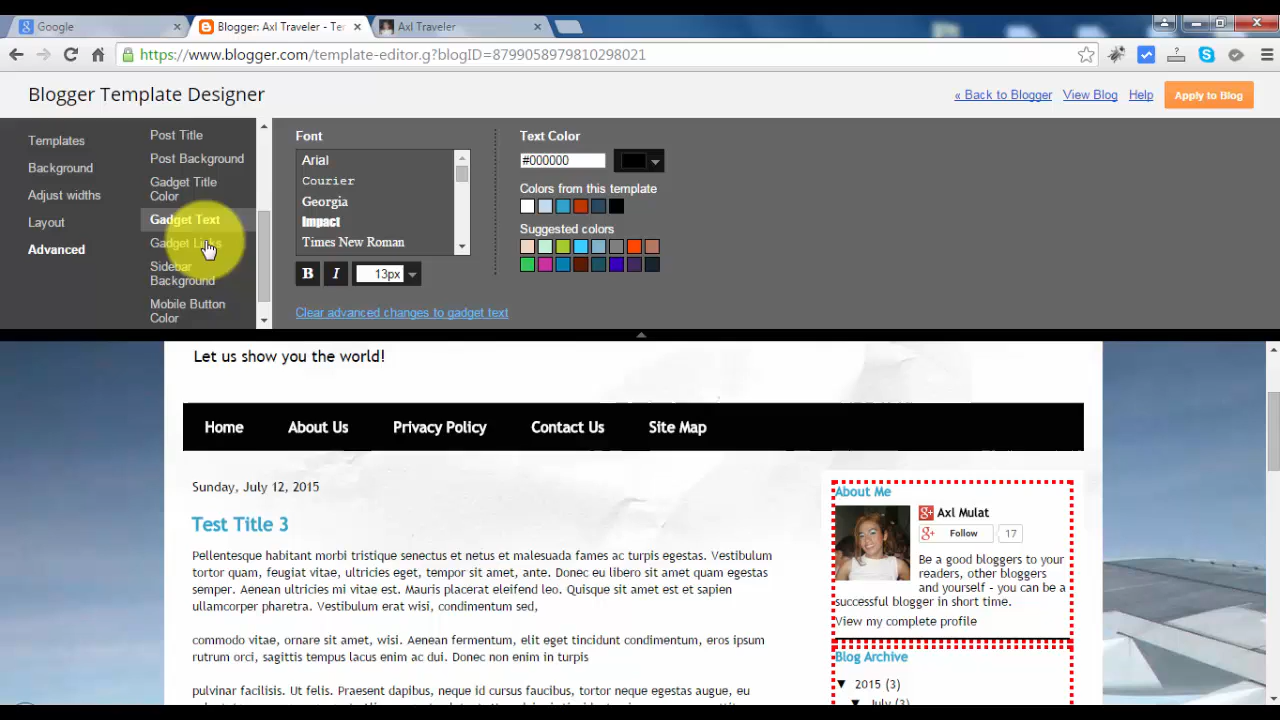 Google
Blogger: Axl Traveler - Te
Axl Traveler
https://www.blogger.com/template-editor.g?blogID=8799058979810298021
Blogger Template Designer
« Back to Blogger
View Blog
Help
Apply to Blog
Templates
Background
Adjust widths
Layout
Advanced
Post Title
Post Background
Gadget Title
Color
Gadget Text
Gadget Links
Sidebar
Background
Mobile Button
Color
Font
Arial
Courier
Georgia
Impact
Times New Roman
B I 13px
Clear advanced changes to gadget text
Text Color
#000000
Colors from this template
Suggested colors
Let us show you the world!
Home About Us Privacy Policy Contact Us Site Map
Sunday, July 12, 2015
Test Title 3
Pellentesque habitant morbi tristique senectus et netus et malesuada fames ac turpis egestas. Vestibulum
tortor quam, feugiat vitae, ultricies eget, tempor sit amet, ante. Donec eu libero sit amet quam egestas
semper. Aenean ultricies mi vitae est. Mauris placerat eleifend leo. Quisque sit amet est et sapien
ullamcorper pharetra. Vestibulum erat wisi, condimentum sed,
commodo vitae, ornare sit amet, wisi. Aenean fermentum, elit eget tincidunt condimentum, eros ipsum
rutrum orci, sagittis tempus lacus enim ac dui. Donec non enim in turpis
pulvinar facilisis. Ut felis. Praesent dapibus, neque id cursus faucibus, tortor neque egestas augue, eu
About Me
Axl Mulat
Follow 17
Be a good bloggers to your
readers, other bloggers
and yourself - you can be a
successful blogger in short time.
View my complete profile
Blog Archive
▼ 2015 (3)
▼ July (3)